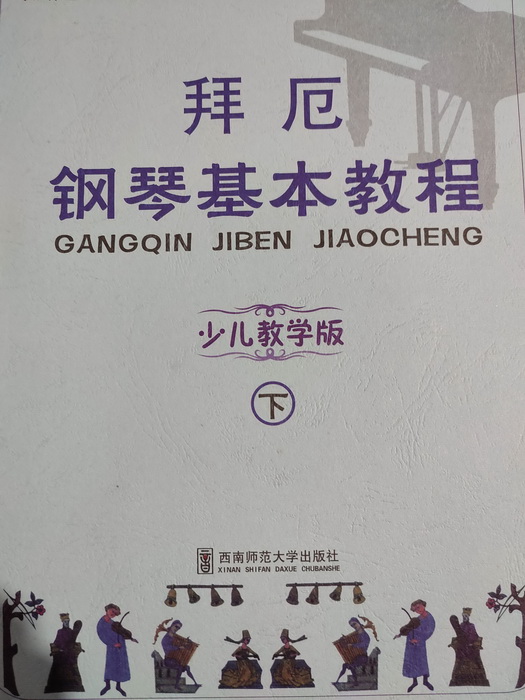 拜厄
钢琴基本教程
GANGQIN JIBEN JIAOCHENG
少儿教学版
下
西南师范大学出版社
XINAN SHIFAN DAXUE CHUBANSHE